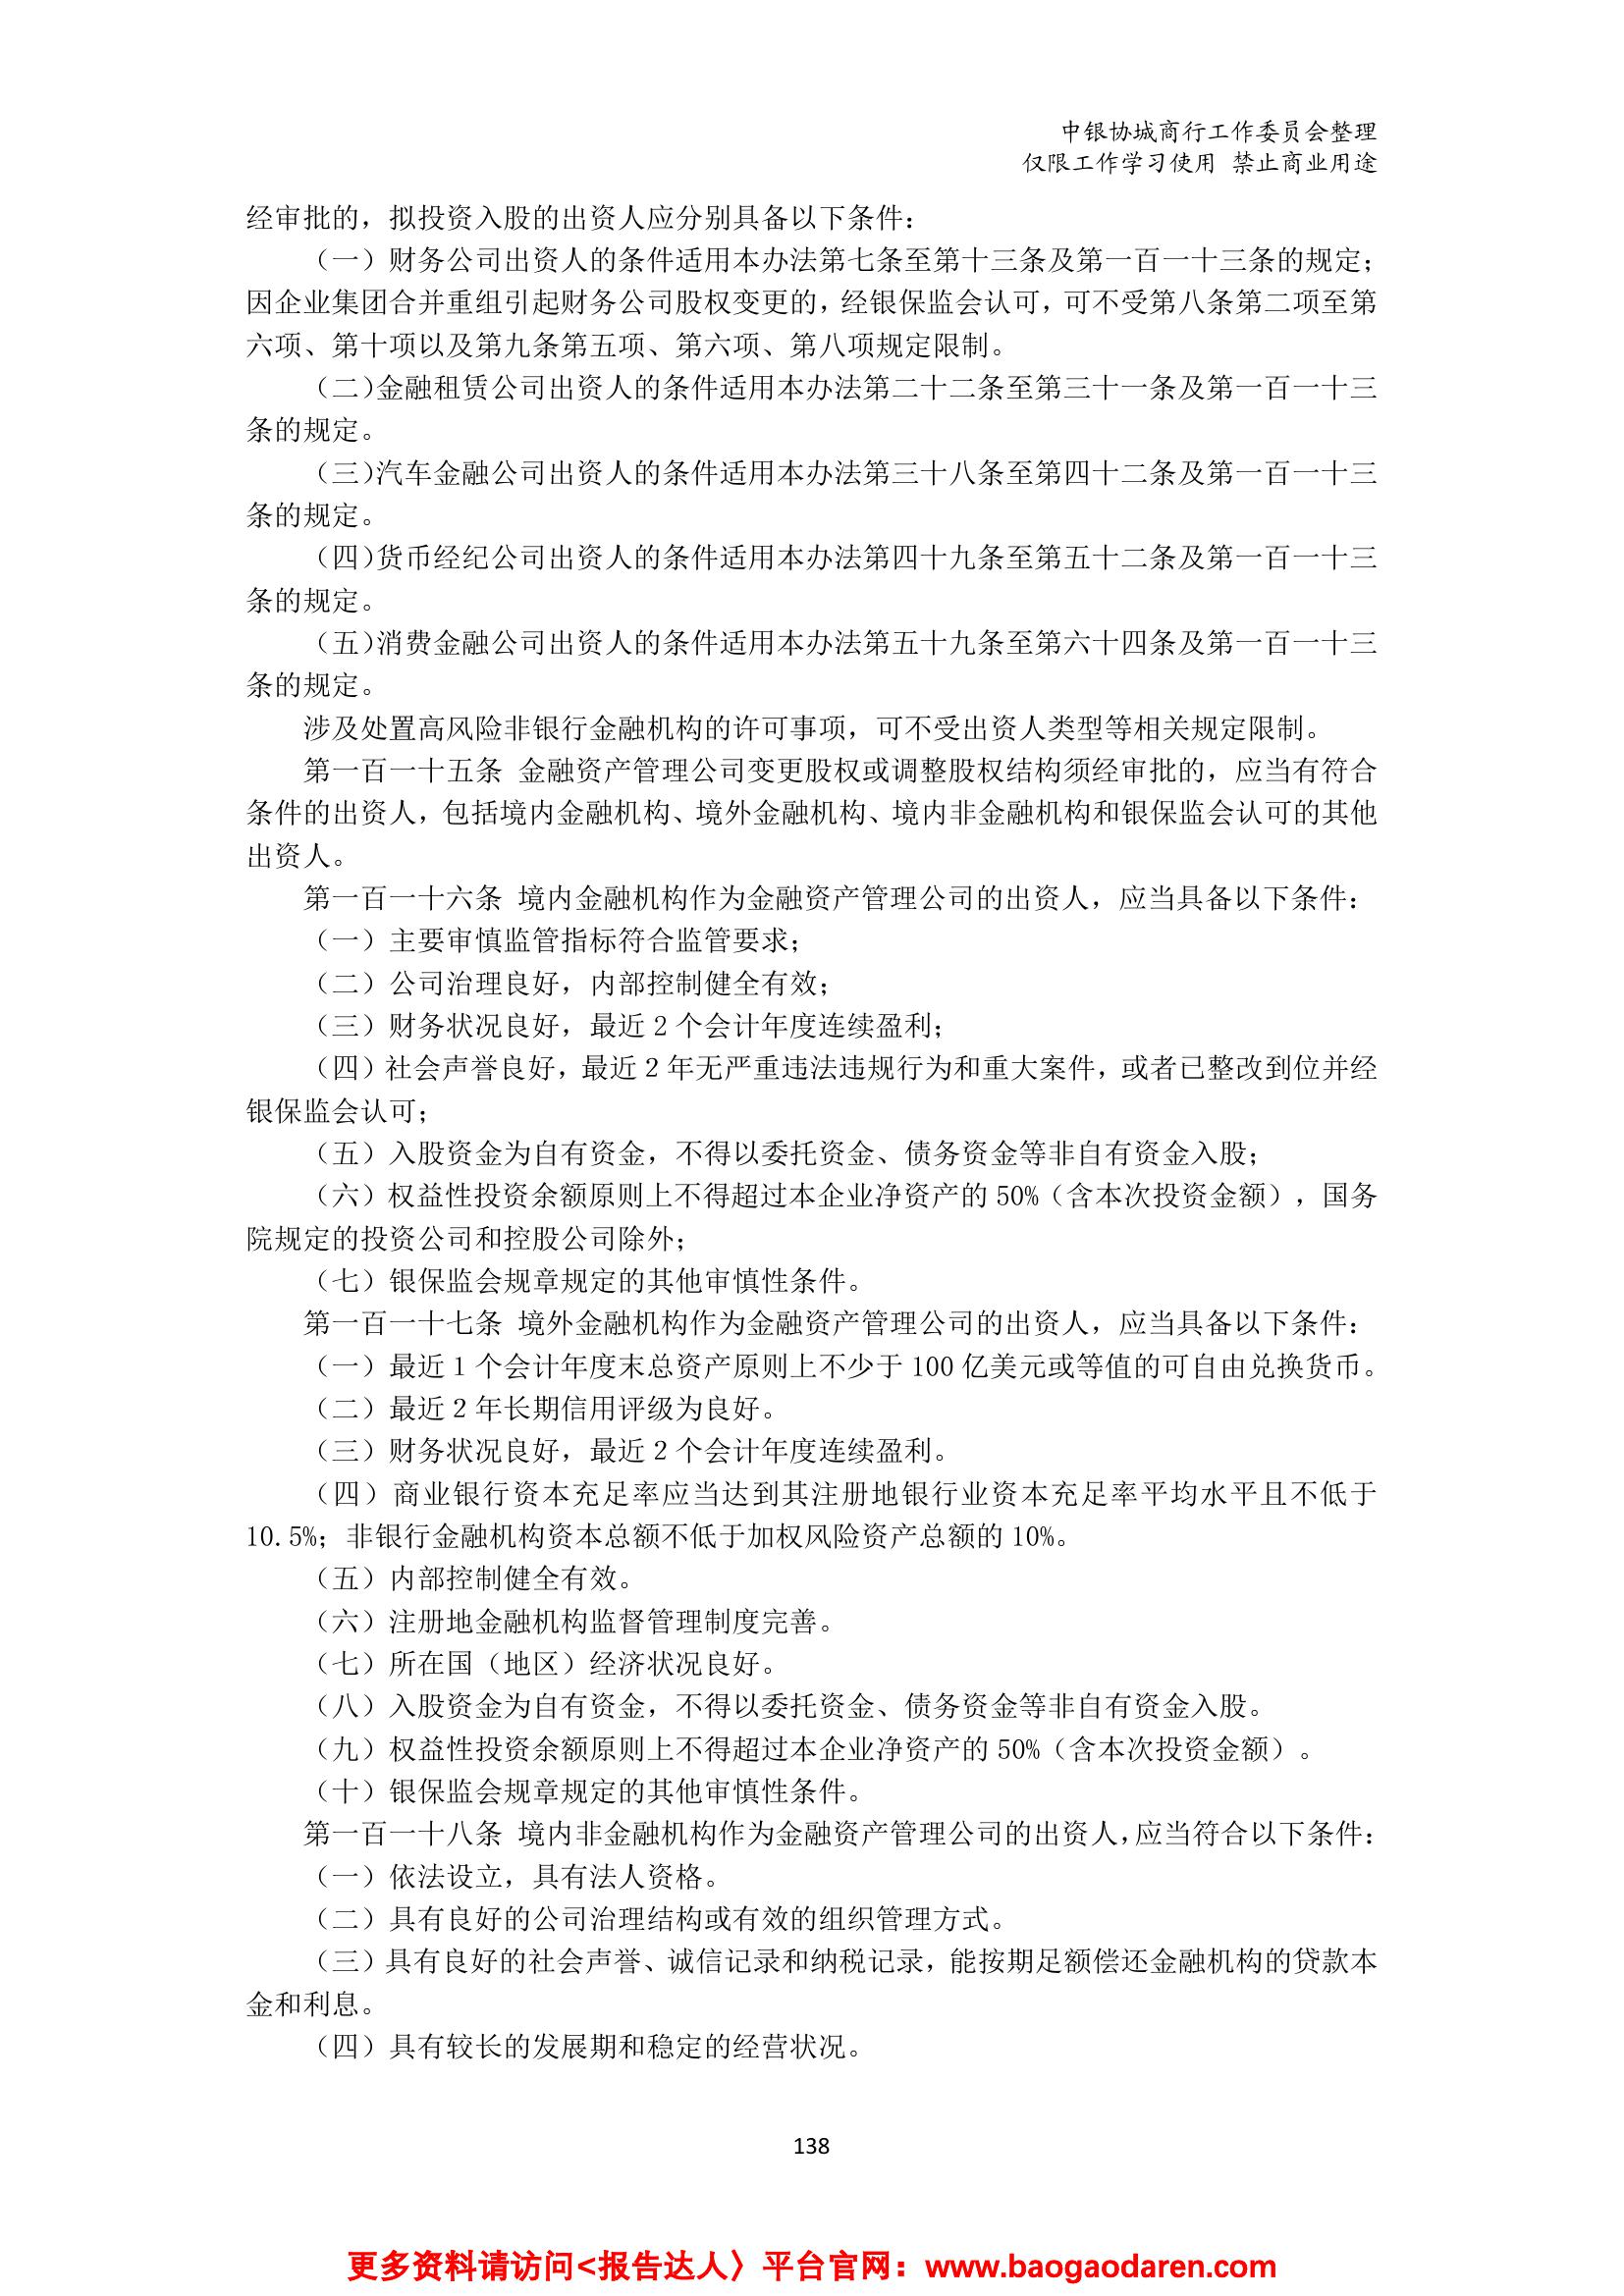 中银协城商行工作委员会整理
仅限工作学习使用 禁止商业用途
经审批的，拟投资入股的出资人应分别具备以下条件：
（一）财务公司出资人的条件适用本办法第七条至第十三条及第一百一十三条的规定；
因企业集团合并重组引起财务公司股权变更的，经银保监会认可，可不受第八条第二项至第
六项、第十项以及第九条第五项、第六项、第八项规定限制。
（二)金融租赁公司出资人的条件适用本办法第二十二条至第三十一条及第一百一十三
条的规定。
（三)汽车金融公司出资人的条件适用本办法第三十八条至第四十二条及第一百一十三
条的规定。
（四)货币经纪公司出资人的条件适用本办法第四十九条至第五十二条及第一百一十三
条的规定。
（五)消费金融公司出资人的条件适用本办法第五十九条至第六十四条及第一百一十三
条的规定。
涉及处置高风险非银行金融机构的许可事项，可不受出资人类型等相关规定限制。
第一百一十五条 金融资产管理公司变更股权或调整股权结构须经审批的，应当有符合
条件的出资人，包括境内金融机构、境外金融机构、境内非金融机构和银保监会认可的其他
出资人。
第一百一十六条 境内金融机构作为金融资产管理公司的出资人，应当具备以下条件：
（一）主要审慎监管指标符合监管要求；
（二）公司治理良好，内部控制健全有效；
（三）财务状况良好，最近 2 个会计年度连续盈利；
（四）社会声誉良好，最近 2 年无严重违法违规行为和重大案件，或者已整改到位并经
银保监会认可；
（五）入股资金为自有资金，不得以委托资金、债务资金等非自有资金入股；
（六）权益性投资余额原则上不得超过本企业净资产的 50%（含本次投资金额），国务
院规定的投资公司和控股公司除外；
（七）银保监会规章规定的其他审慎性条件。
第一百一十七条 境外金融机构作为金融资产管理公司的出资人，应当具备以下条件：
（一）最近 1 个会计年度末总资产原则上不少于 100 亿美元或等值的可自由兑换货币。
（二）最近 2 年长期信用评级为良好。
（三）财务状况良好，最近 2 个会计年度连续盈利。
（四）商业银行资本充足率应当达到其注册地银行业资本充足率平均水平且不低于
10.5%；非银行金融机构资本总额不低于加权风险资产总额的 10%。
（五）内部控制健全有效。
（六）注册地金融机构监督管理制度完善。
（七）所在国（地区）经济状况良好。
（八）入股资金为自有资金，不得以委托资金、债务资金等非自有资金入股。
（九）权益性投资余额原则上不得超过本企业净资产的 50%（含本次投资金额）。
（十）银保监会规章规定的其他审慎性条件。
第一百一十八条 境内非金融机构作为金融资产管理公司的出资人，应当符合以下条件：
（一）依法设立，具有法人资格。
（二）具有良好的公司治理结构或有效的组织管理方式。
（三）具有良好的社会声誉、诚信记录和纳税记录，能按期足额偿还金融机构的贷款本
金和利息。
（四）具有较长的发展期和稳定的经营状况。
138
更多资料请访问<报告达人〉平台官网：www.baogaodaren.com